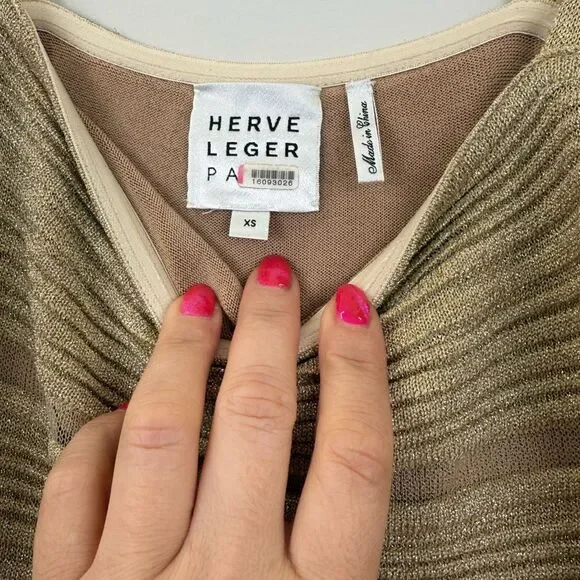 HERVE
LEGER
PA
16093026
XS
Made in China